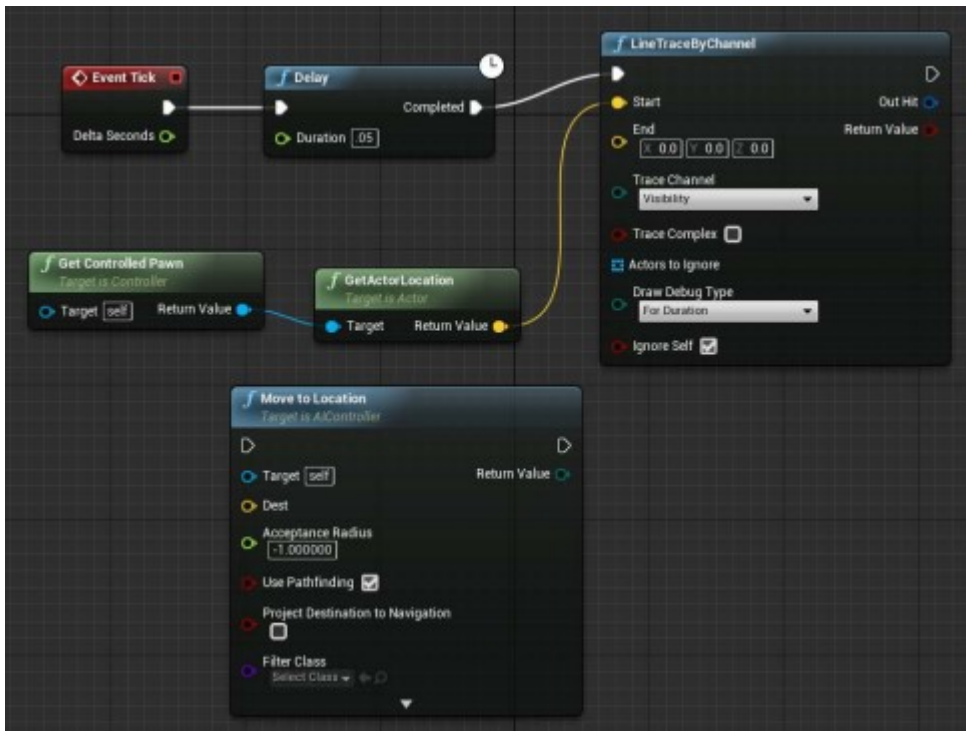 LineTraceByChannel
Event Tick
Delta Seconds
Delay
Completed
Duration .05
Start
Out Hit
End
X 0.0 Y 0.0 Z 0.0
Return Value
Trace Channel
Visibility
Trace Complex
Actors to Ignore
Draw Debug Type
For Duration
Ignore Self
Get Controlled Pawn
Target is Controller
Target self
Return Value
GetActorLocation
Target is Actor
Target
Return Value
Move to Location
Target is AIController
Target self
Return Value
Dest
Acceptance Radius
-1.000000
Use Pathfinding
Project Destination to Navigation
Filter Class
Select Class